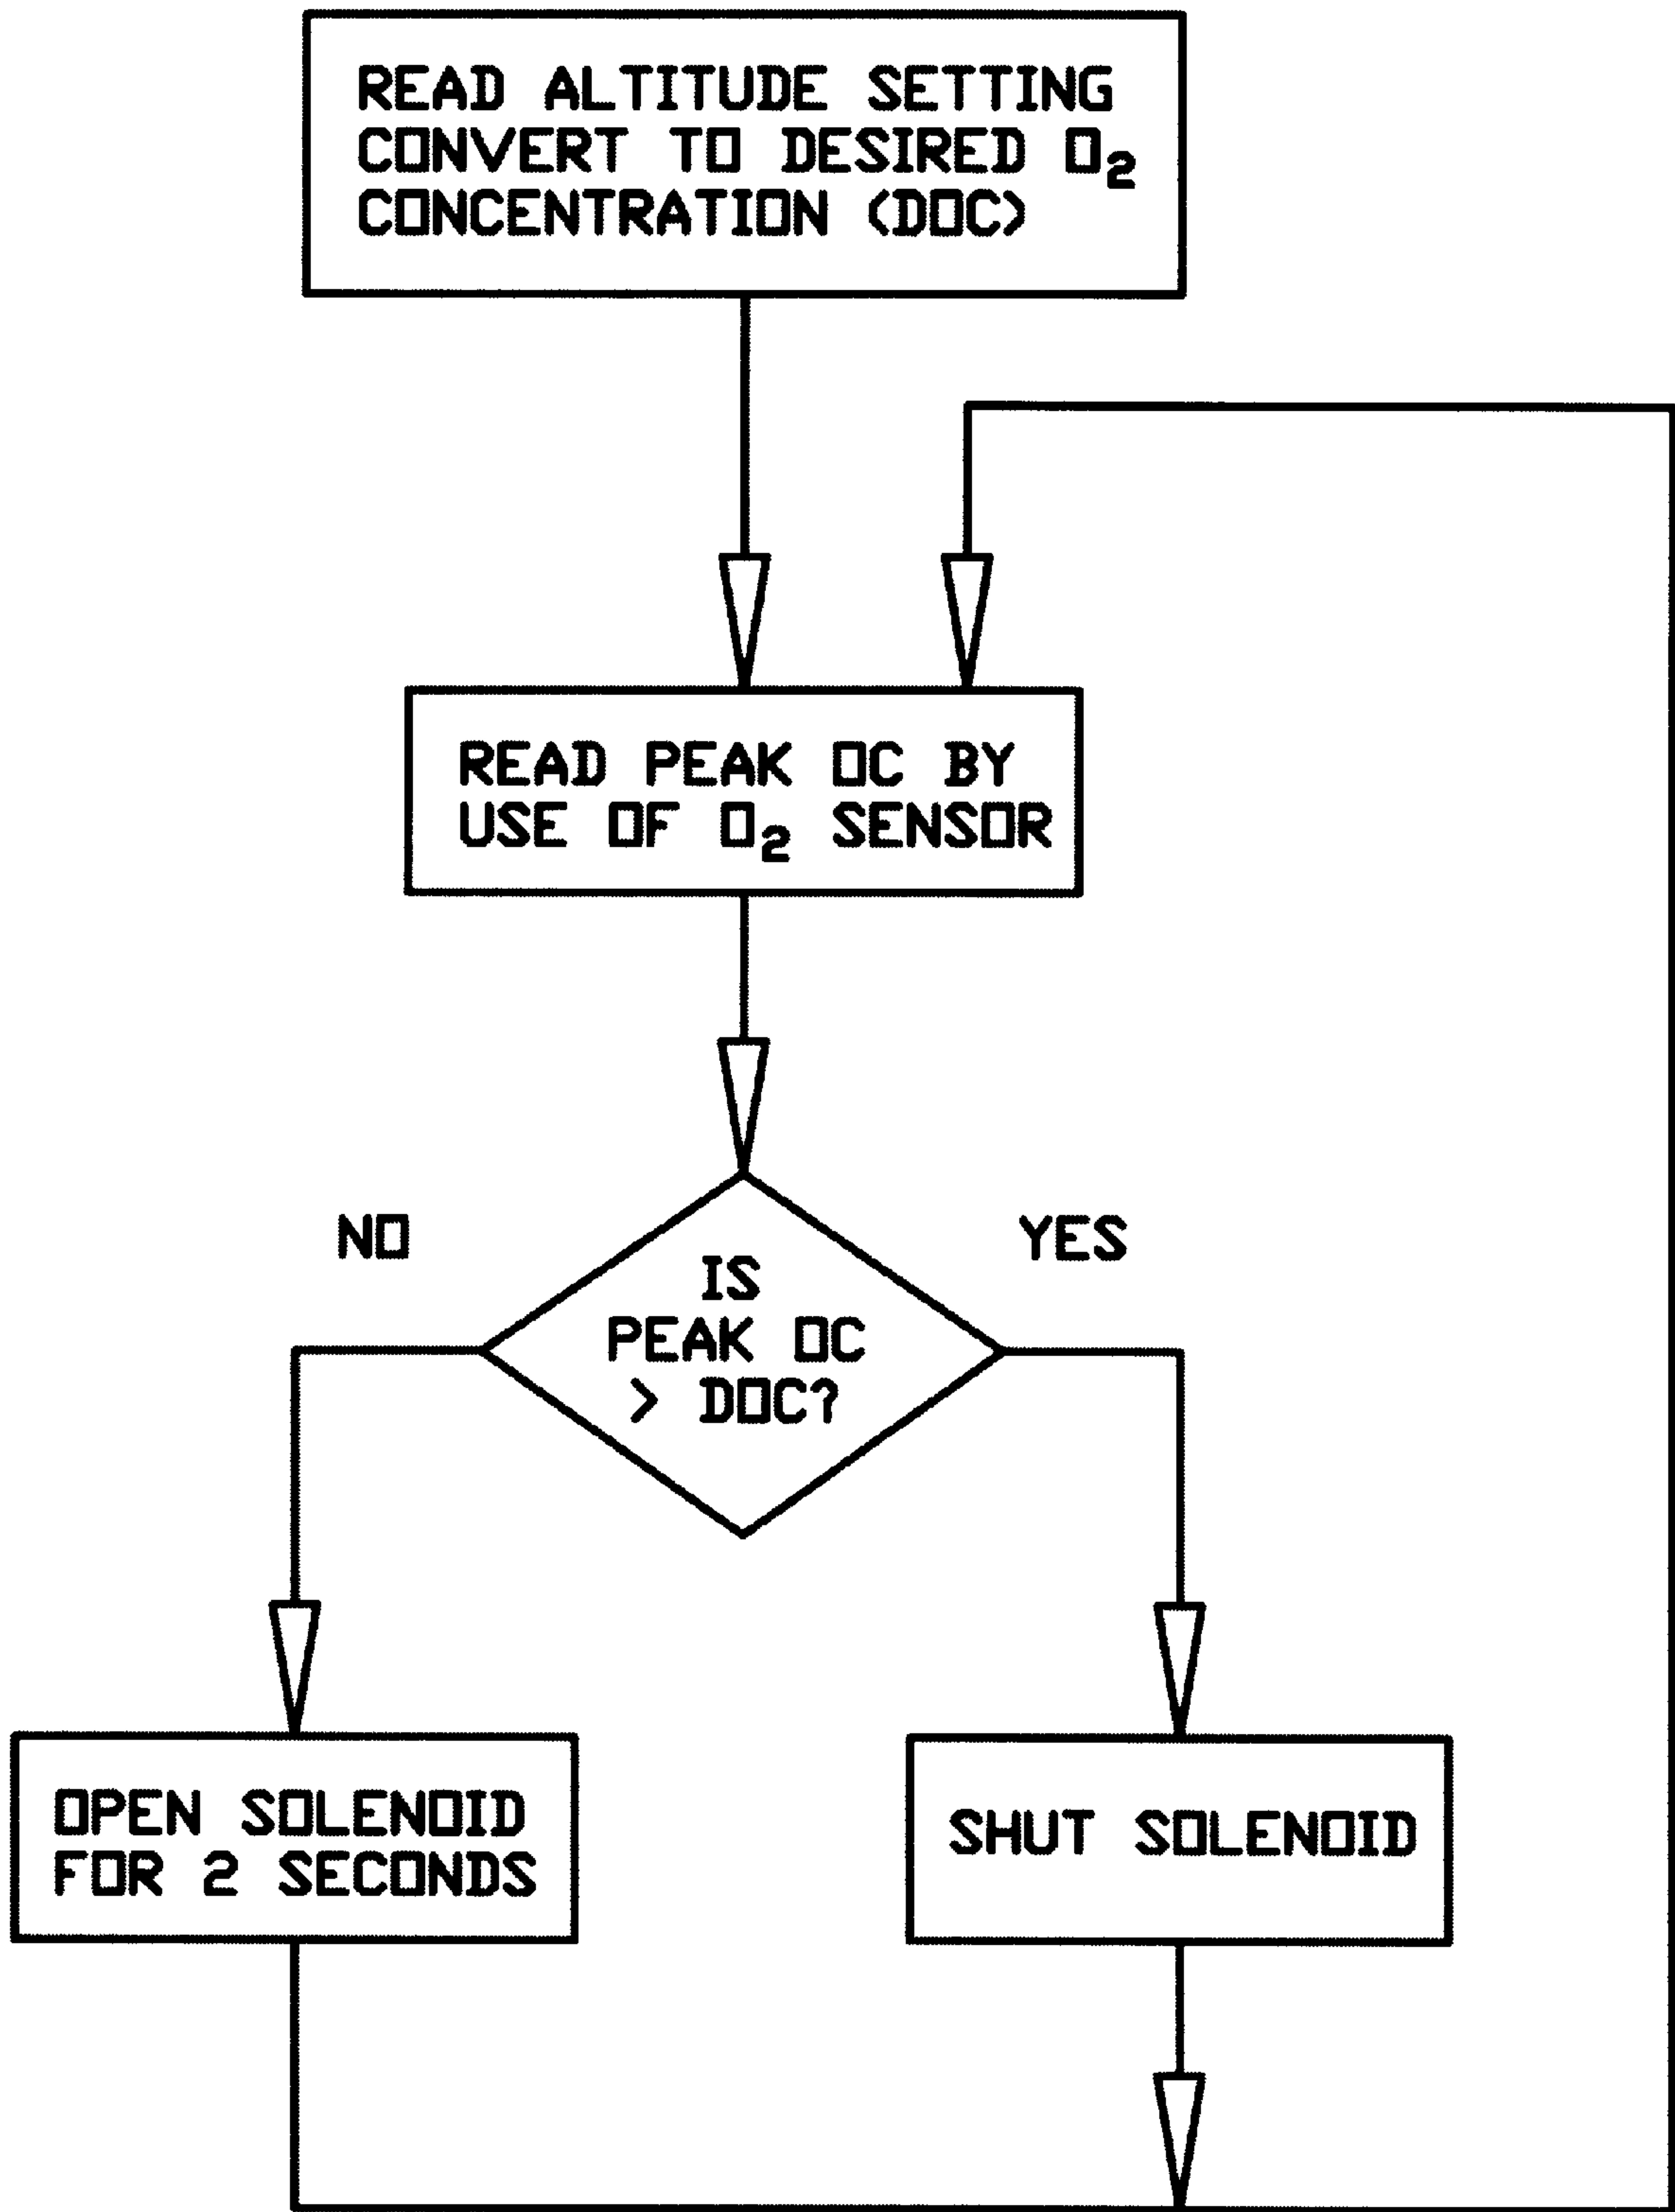 READ ALTITUDE SETTING
CONVERT TO DESIRED O₂
CONCENTRATION (DOC)
READ PEAK OC BY
USE OF O₂ SENSOR
NO
YES
IS
PEAK OC
> DOC?
OPEN SOLENOID
FOR 2 SECONDS
SHUT SOLENOID